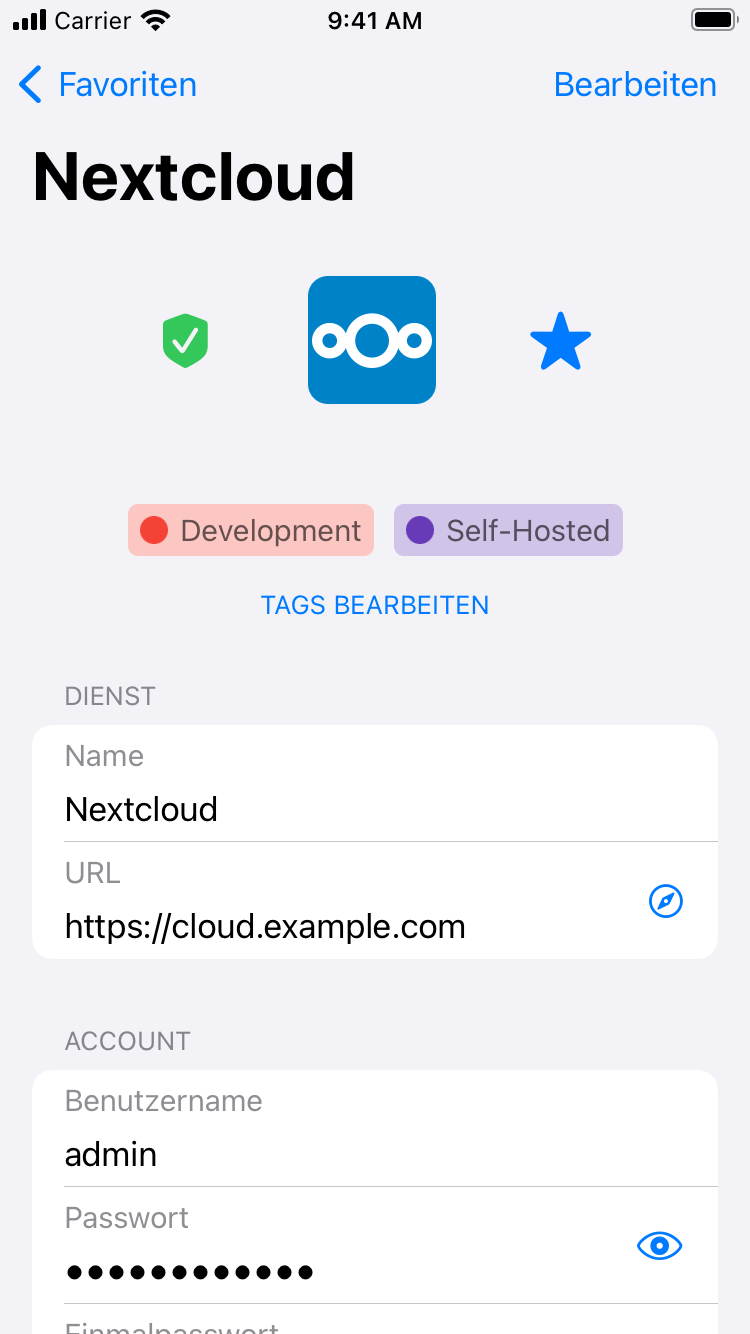 Carrier 9:41 AM
Favoriten Bearbeiten
Nextcloud
Development Self-Hosted
TAGS BEARBEITEN
DIENST
Name
Nextcloud
URL
https://cloud.example.com
ACCOUNT
Benutzername
admin
Passwort
••••••••••••
Einmalpasswort